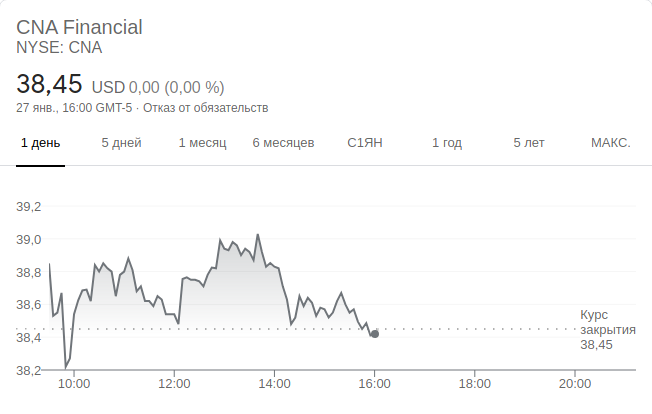 CNA Financial
NYSE: CNA
38,45 USD 0,00 (0,00 %)
27 янв., 16:00 GMT-5 · Отказ от обязательств
1 день 5 дней 1 месяц 6 месяцев С1ЯН 1 год 5 лет МАКС.
39,2
39,0
38,8
38,6
38,4
38,2
Курс
закрытия
38,45
10:00 12:00 14:00 16:00 18:00 20:00